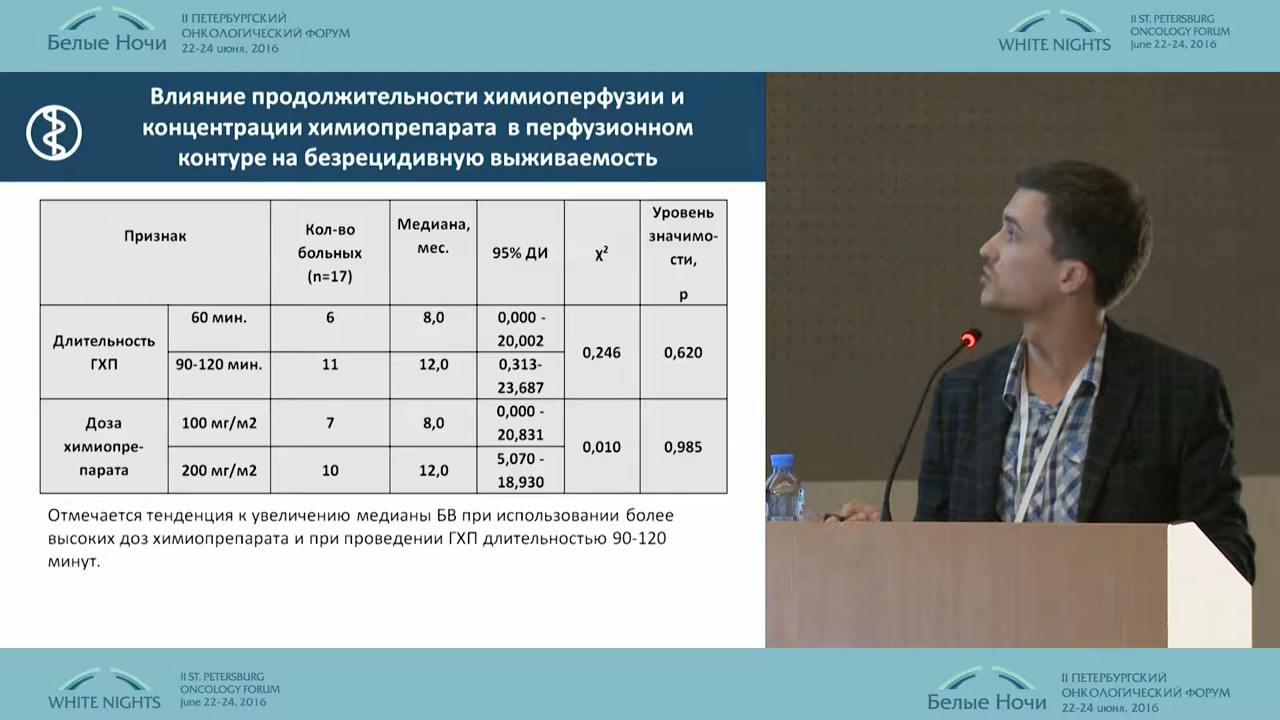 Белые Ночи
II ПЕТЕРБУРГСКИЙ
ОНКОЛОГИЧЕСКИЙ ФОРУМ
22-24 июня, 2016
WHITE NIGHTS
II ST. PETERSBURG
ONCOLOGY FORUM
June 22-24, 2016
Влияние продолжительности химиоперфузии и
концентрации химиопрепарата в перфузионном
контуре на безрецидивную выживаемость
Признак
Кол-во
больных
(n=17)
Медиана,
мес.
95% ДИ
χ²
Уровень
значимо-
сти,
р
Длительность
ГХП
60 мин.
6
8,0
0,000 -
20,002
0,246
0,620
90-120 мин.
11
12,0
0,313-
23,687
Доза
химиопре-
парата
100 мг/м2
7
8,0
0,000 -
20,831
0,010
0,985
200 мг/м2
10
12,0
5,070 -
18,930
Отмечается тенденция к увеличению медианы БВ при использовании более
высоких доз химиопрепарата и при проведении ГХП длительностью 90-120
минут.
WHITE NIGHTS
II ST. PETERSBURG
ONCOLOGY FORUM
June 22-24, 2016
Белые Ночи
II ПЕТЕРБУРГСКИЙ
ОНКОЛОГИЧЕСКИЙ ФОРУМ
22-24 июня, 2016